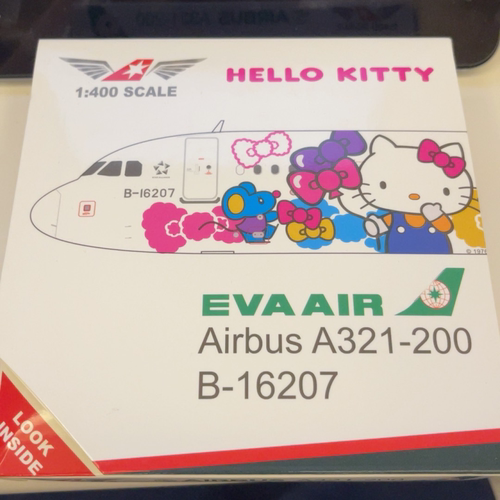 1:400 SCALE
HELLO KITTY
B-16207
EVA AIR
Airbus A321-200
B-16207
LOOK
INSIDE